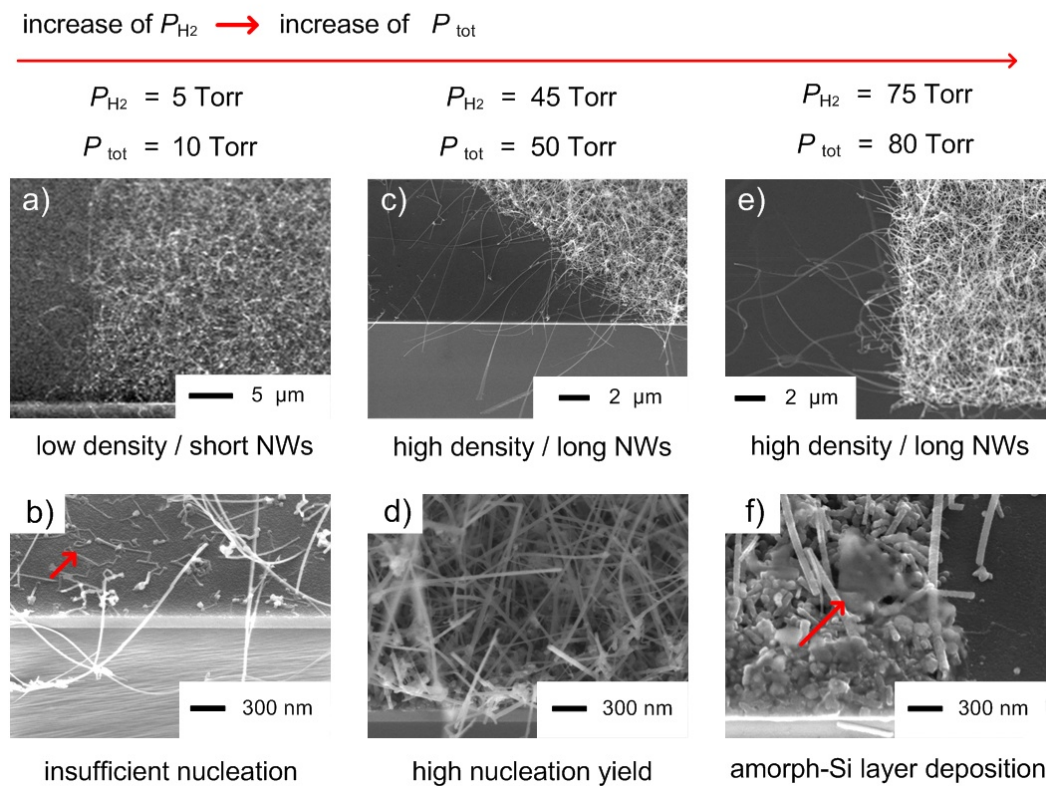 increase of P H2 → increase of P tot
P H2 = 5 Torr
P tot = 10 Torr
P H2 = 45 Torr
P tot = 50 Torr
P H2 = 75 Torr
P tot = 80 Torr
a)
5 µm
low density / short NWs
c)
2 µm
high density / long NWs
e)
2 µm
high density / long NWs
b)
300 nm
insufficient nucleation
d)
300 nm
high nucleation yield
f)
300 nm
amorph-Si layer deposition